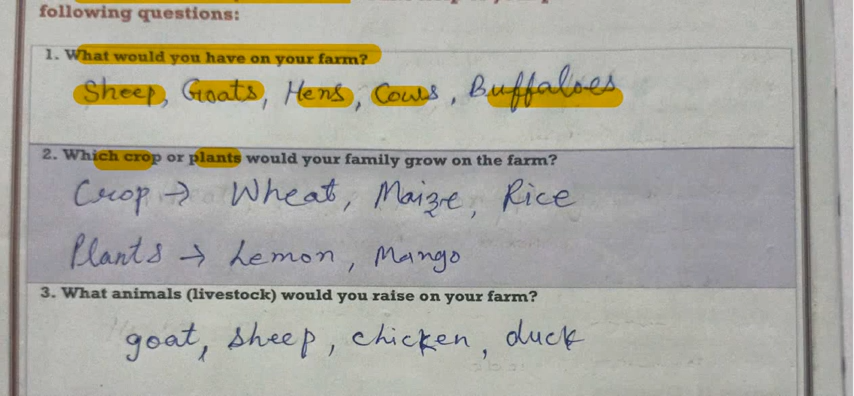 following questions:
1. What would you have on your farm?
Sheep, Goats, Hens, Cows, Buffaloes
2. Which crop or plants would your family grow on the farm?
Crop → Wheat, Maize, Rice
Plants → Lemon, Mango
3. What animals (livestock) would you raise on your farm?
goat, sheep, chicken, duck